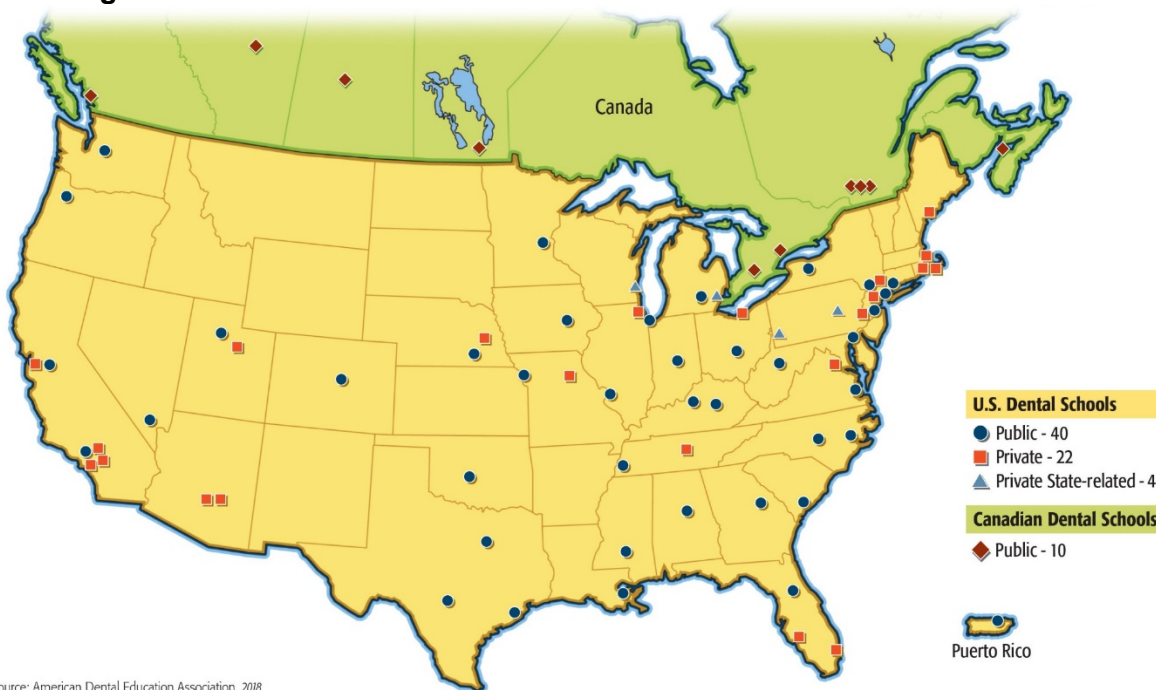 Canada
U.S. Dental Schools
Public - 40
Private - 22
Private State-related - 4
Canadian Dental Schools
Public - 10
Puerto Rico
ource: American Dental Education Association, 2018